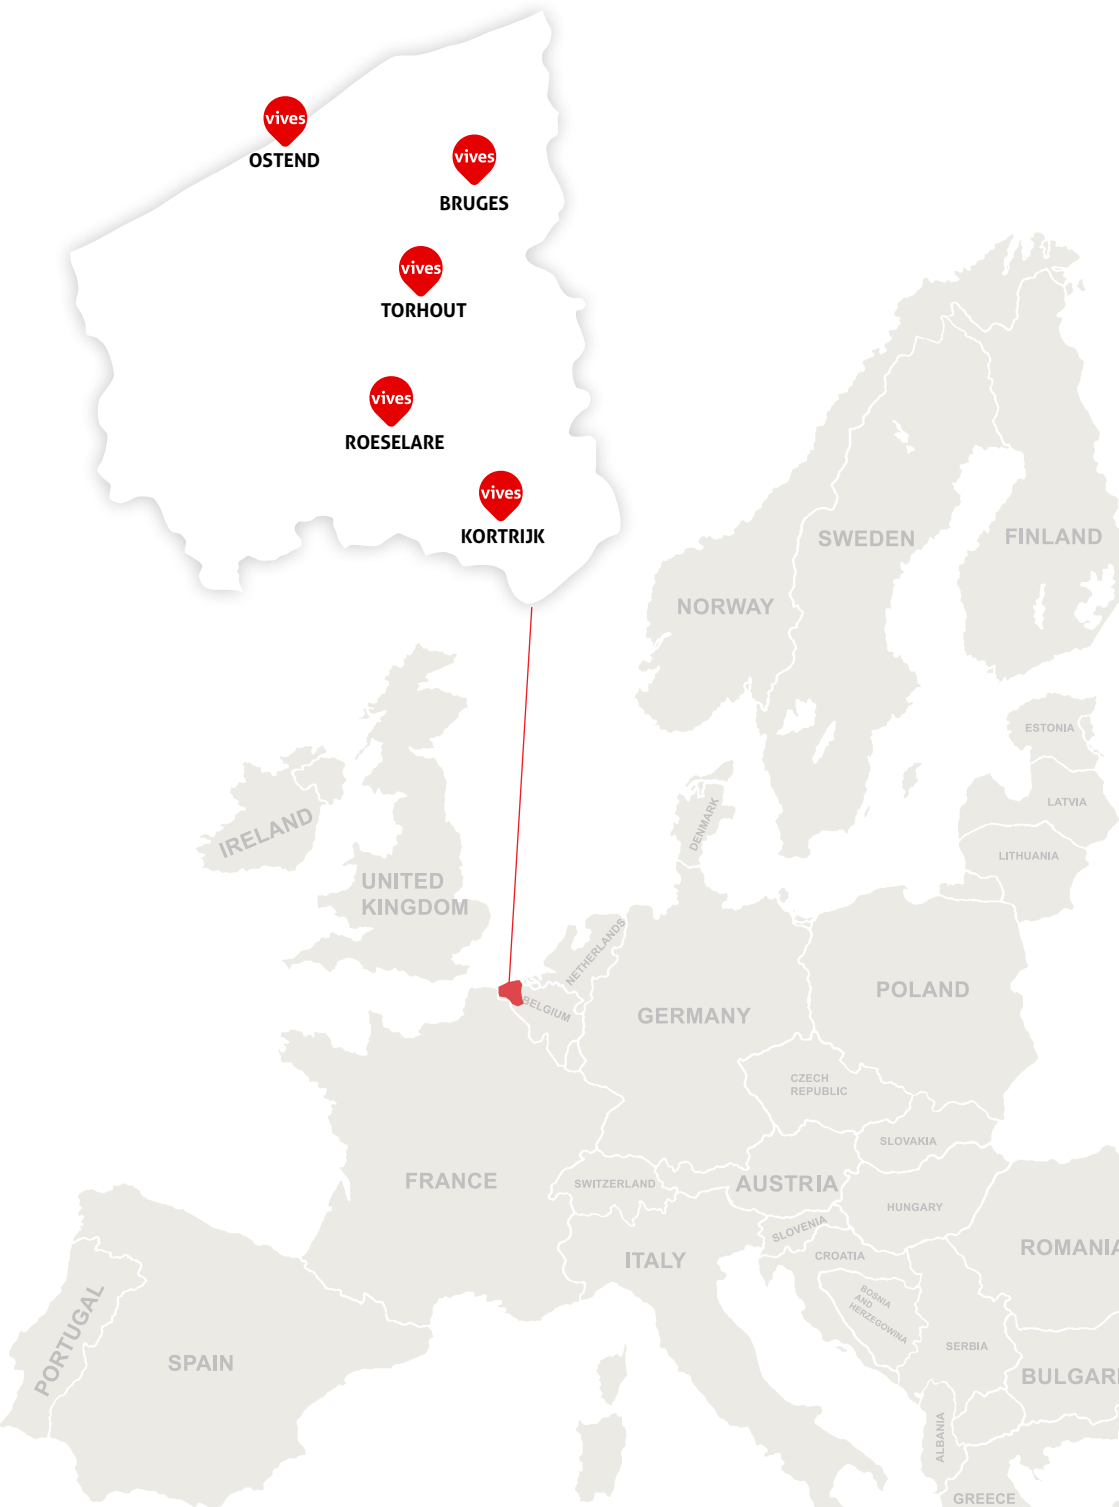 vives
OSTEND
vives
BRUGES
vives
TORHOUT
vives
ROESELARE
vives
KORTRIJK
SWEDEN
FINLAND
NORWAY
ESTONIA
LATVIA
DENMARK
IRELAND
LITHUANIA
UNITED
KINGDOM
NETHERLANDS
POLAND
BELGIUM
GERMANY
CZECH
REPUBLIC
SLOVAKIA
FRANCE
SWITZERLAND
AUSTRIA
HUNGARY
SLOVENIA
ITALY
CROATIA
ROMANIA
BOSNIA
AND
HERZEGOWINA
PORTUGAL
SPAIN
SERBIA
BULGARI
ALBANIA
GREECE